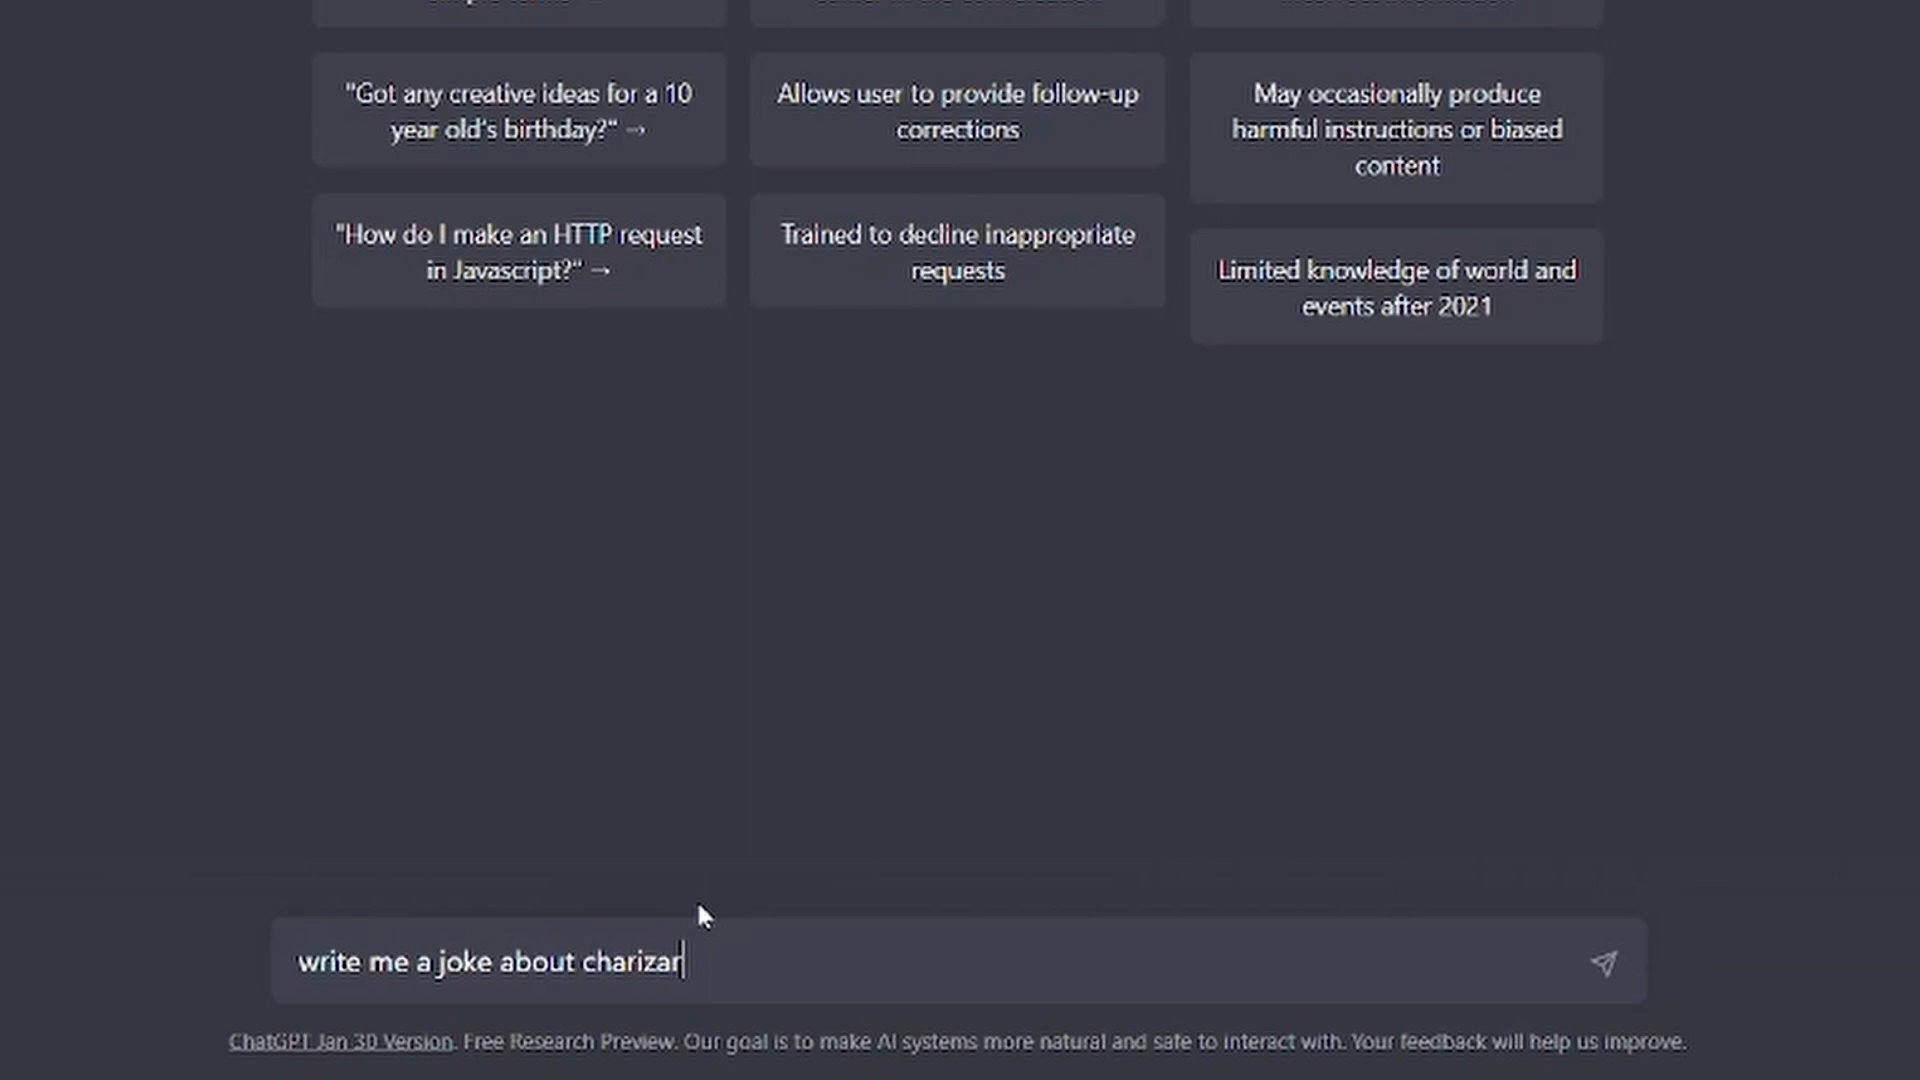 "Got any creative ideas for a 10
year old's birthday?" →
Allows user to provide follow-up
corrections
May occasionally produce
harmful instructions or biased
content
"How do I make an HTTP request
in Javascript?" →
Trained to decline inappropriate
requests
Limited knowledge of world and
events after 2021
write me a joke about charizar
ChatGPT Jan 30 Version. Free Research Preview. Our goal is to make AI systems more natural and safe to interact with. Your feedback will help us improve.